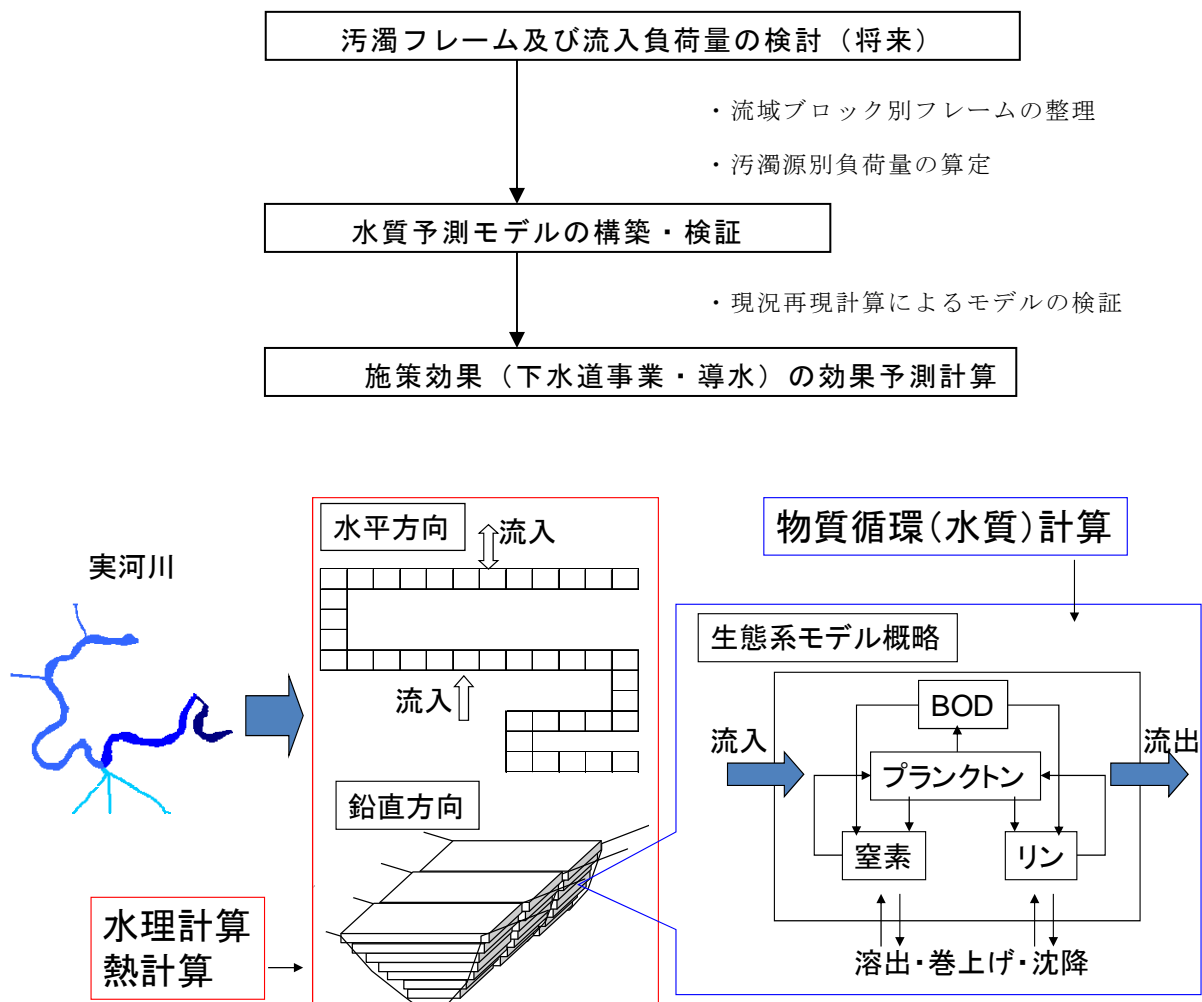 汚濁フレーム及び流入負荷量の検討（将来）
・流域ブロック別フレームの整理
・汚濁源別負荷量の算定
水質予測モデルの構築・検証
・現況再現計算によるモデルの検証
施策効果（下水道事業・導水）の効果予測計算
実河川
水平方向
流入
流入
鉛直方向
水理計算
熱計算
物質循環(水質)計算
生態系モデル概略
BOD
流入
流出
プランクトン
窒素
リン
溶出・巻上げ・沈降